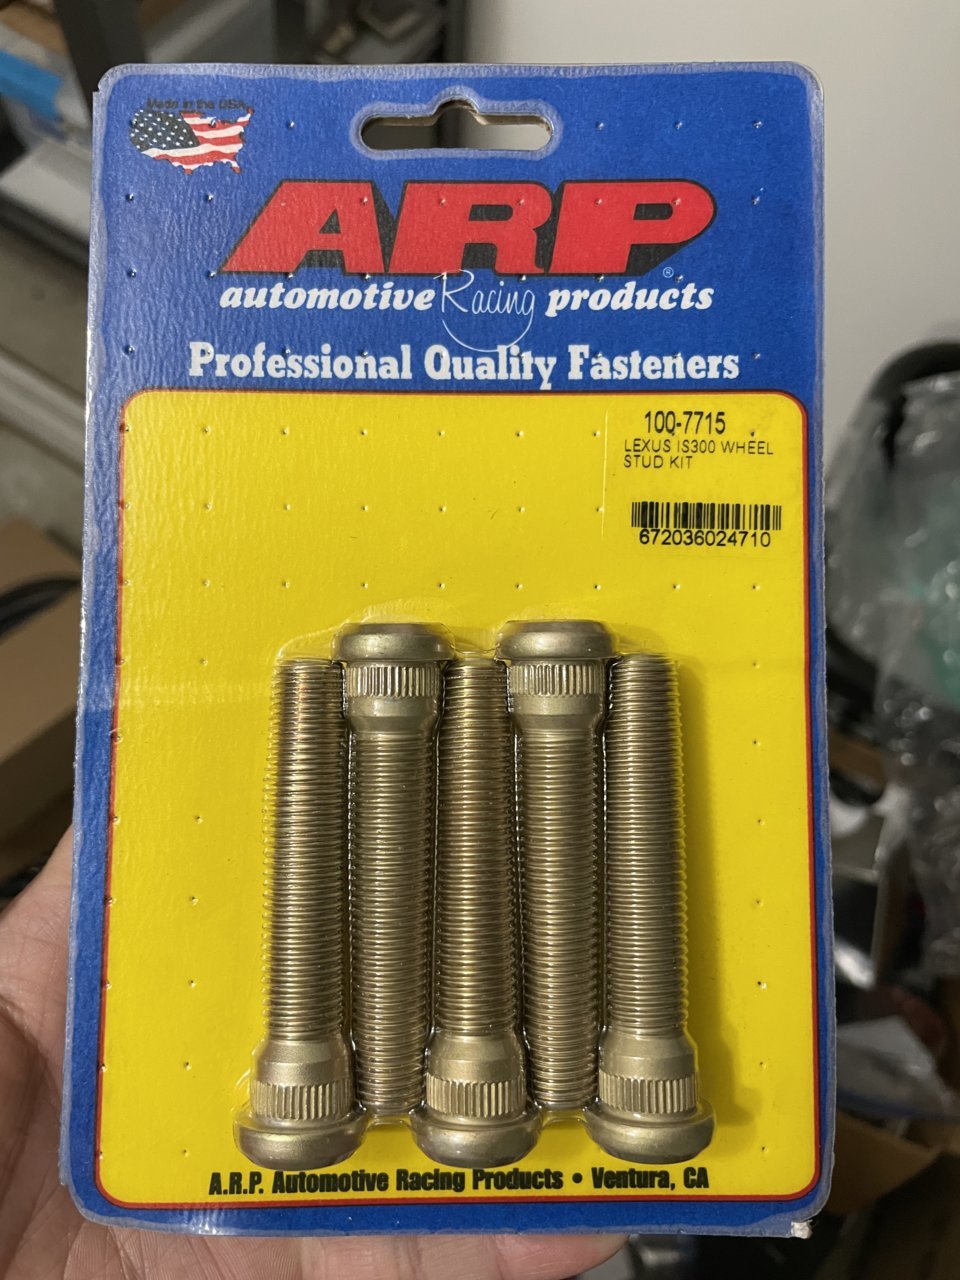 Made in the USA
ARP®
automotive Racing products
Professional Quality Fasteners
100-7715
LEXUS IS300 WHEEL
STUD KIT
672036024710
A.R.P. Automotive Racing Products • Ventura, CA